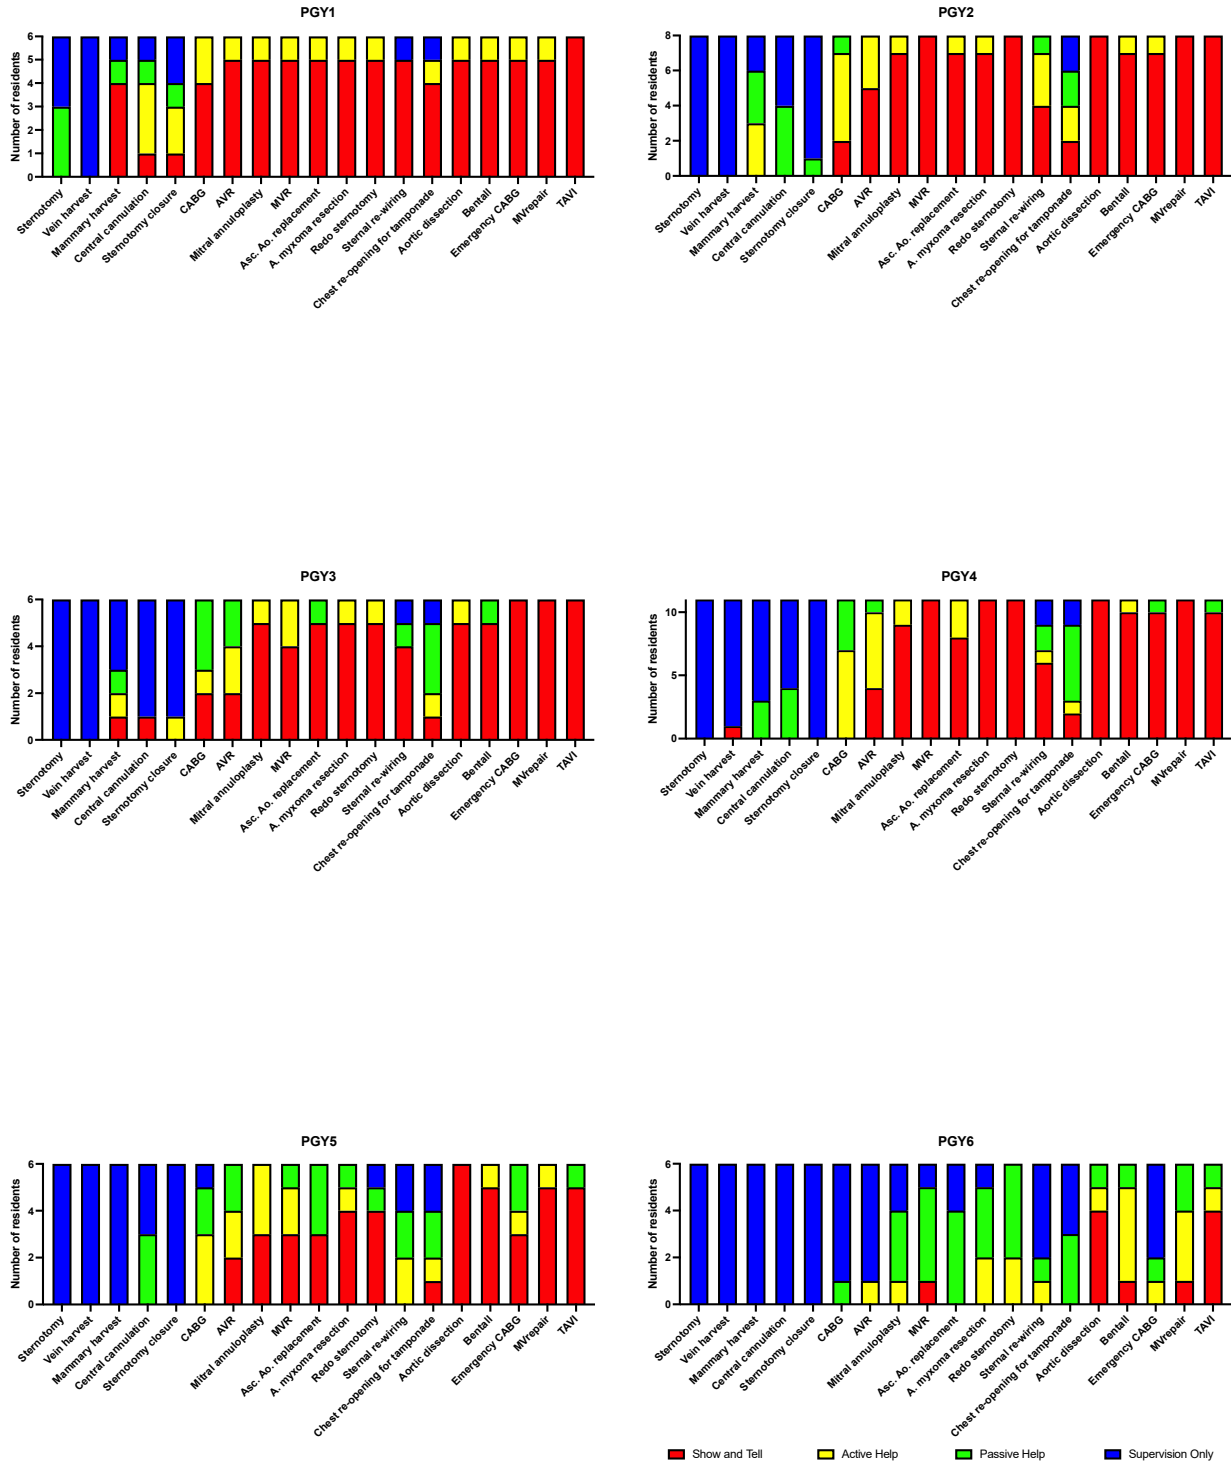 PGY1
Number of residents
6
5
4
3
2
1
0
Sternotomy
Vein harvest
Mammary harvest
Central cannulation
Sternotomy closure
CABG
AVR
Mitral annuloplasty
MVR
Asc. Ao. replacement
A. myxoma resection
Redo sternotomy
Sternal re-wiring
Chest re-opening for tamponade
Aortic dissection
Bentall
Emergency CABG
MVrepair
TAVI
PGY2
Number of residents
8
6
4
2
0
Sternotomy
Vein harvest
Mammary harvest
Central cannulation
Sternotomy closure
CABG
AVR
Mitral annuloplasty
MVR
Asc. Ao. replacement
A. myxoma resection
Redo sternotomy
Sternal re-wiring
Chest re-opening for tamponade
Aortic dissection
Bentall
Emergency CABG
MVrepair
TAVI
PGY3
Number of residents
6
4
2
0
Sternotomy
Vein harvest
Mammary harvest
Central cannulation
Sternotomy closure
CABG
AVR
Mitral annuloplasty
MVR
Asc. Ao. replacement
A. myxoma resection
Redo sternotomy
Sternal re-wiring
Chest re-opening for tamponade
Aortic dissection
Bentall
Emergency CABG
MVrepair
TAVI
PGY4
Number of residents
10
5
0
Sternotomy
Vein harvest
Mammary harvest
Central cannulation
Sternotomy closure
CABG
AVR
Mitral annuloplasty
MVR
Asc. Ao. replacement
A. myxoma resection
Redo sternotomy
Sternal re-wiring
Chest re-opening for tamponade
Aortic dissection
Bentall
Emergency CABG
MVrepair
TAVI
PGY5
Number of residents
6
4
2
0
Sternotomy
Vein harvest
Mammary harvest
Central cannulation
Sternotomy closure
CABG
AVR
Mitral annuloplasty
MVR
Asc. Ao. replacement
A. myxoma resection
Redo sternotomy
Sternal re-wiring
Chest re-opening for tamponade
Aortic dissection
Bentall
Emergency CABG
MVrepair
TAVI
PGY6
Number of residents
6
4
2
0
Sternotomy
Vein harvest
Mammary harvest
Central cannulation
Sternotomy closure
CABG
AVR
Mitral annuloplasty
MVR
Asc. Ao. replacement
A. myxoma resection
Redo sternotomy
Sternal re-wiring
Chest re-opening for tamponade
Aortic dissection
Bentall
Emergency CABG
MVrepair
TAVI
Show and Tell Active Help Passive Help Supervision Only